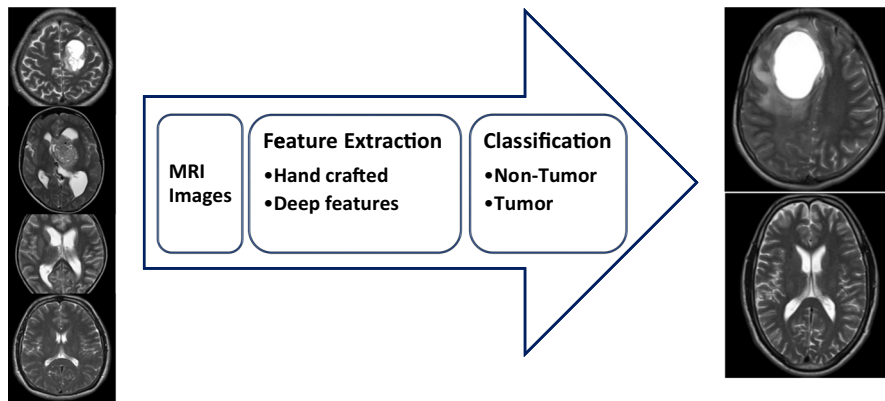 MRI
Images
Feature Extraction
•Hand crafted
•Deep features
Classification
•Non-Tumor
•Tumor